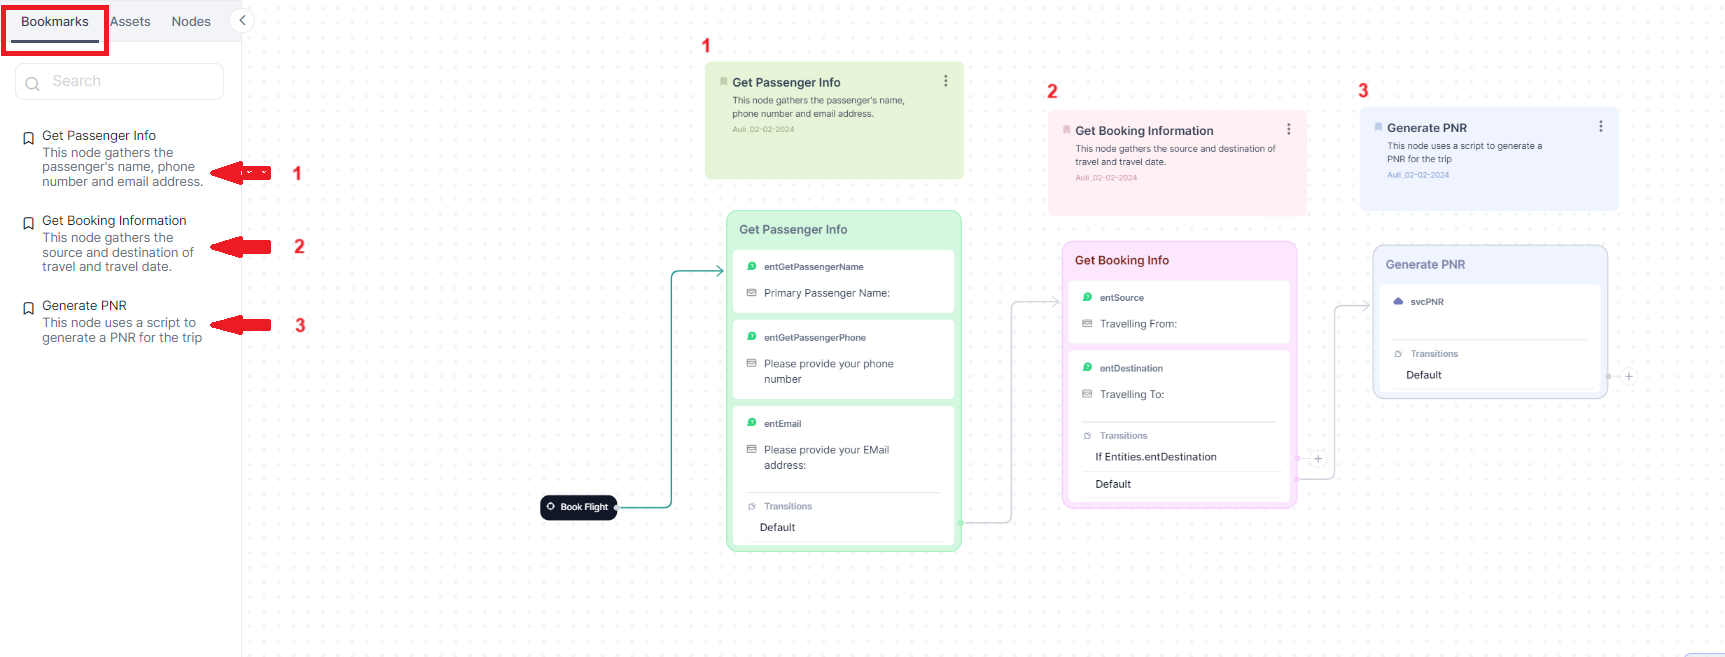 Bookmarks
Assets
Nodes
Search
Get Passenger Info
This node gathers the
passenger's name, phone
number and email address.
1
Get Booking Information
This node gathers the
source and destination of
travel and travel date.
2
Generate PNR
This node uses a script to
generate a PNR for the trip
3
1
Get Passenger Info
This node gathers the passenger's name,
phone number and email address.
Auli ,02-02-2024
2
Get Booking Information
This node gathers the source and destination of
travel and travel date.
Auli ,02-02-2024
3
Generate PNR
This node uses a script to generate a
PNR for the trip
Auli ,02-02-2024
Book Flight
Get Passenger Info
entGetPassengerName
Primary Passenger Name:
entGetPassengerPhone
Please provide your phone
number
entEmail
Please provide your EMail
address:
Transitions
Default
Get Booking Info
entSource
Travelling From:
entDestination
Travelling To:
Transitions
If Entities.entDestination
Default
Generate PNR
svcPNR
Transitions
Default